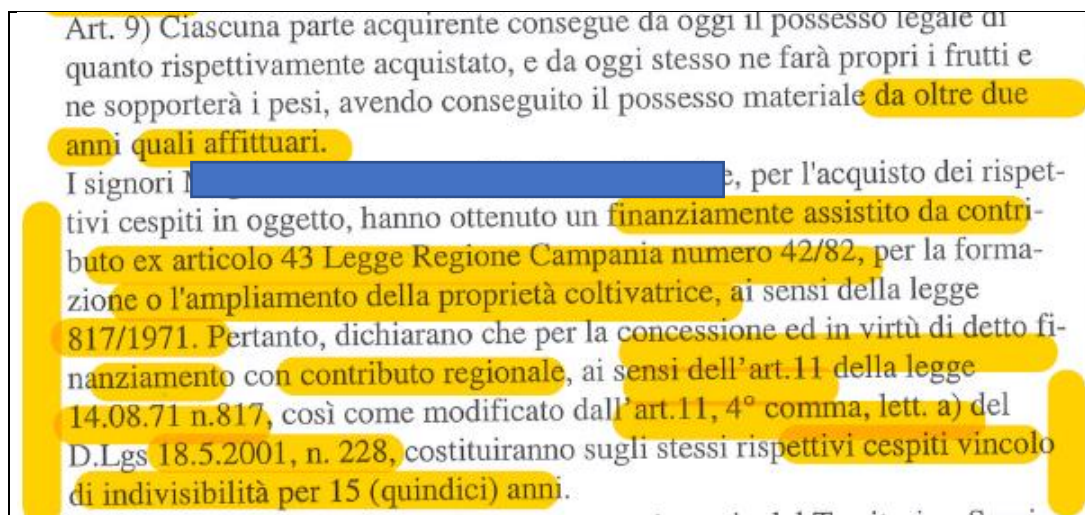 Art. 9) Ciascuna parte acquirente consegue da oggi il possesso legale di
quanto rispettivamente acquistato, e da oggi stesso ne farà propri i frutti e
ne sopporterà i pesi, avendo conseguito il possesso materiale da oltre due
anni quali affittuari.
I signori e, per l'acquisto dei rispet-
tivi cespiti in oggetto, hanno ottenuto un finanziamente assistito da contri-
buto ex articolo 43 Legge Regione Campania numero 42/82, per la forma-
zione o l'ampliamento della proprietà coltivatrice, ai sensi della legge
817/1971. Pertanto, dichiarano che per la concessione ed in virtù di detto fi-
nanziamento con contributo regionale, ai sensi dell'art.11 della legge
14.08.71 n.817, così come modificato dall'art.11, 4° comma, lett. a) del
D.Lgs 18.5.2001, n. 228, costituiranno sugli stessi rispettivi cespiti vincolo
di indivisibilità per 15 (quindici) anni.